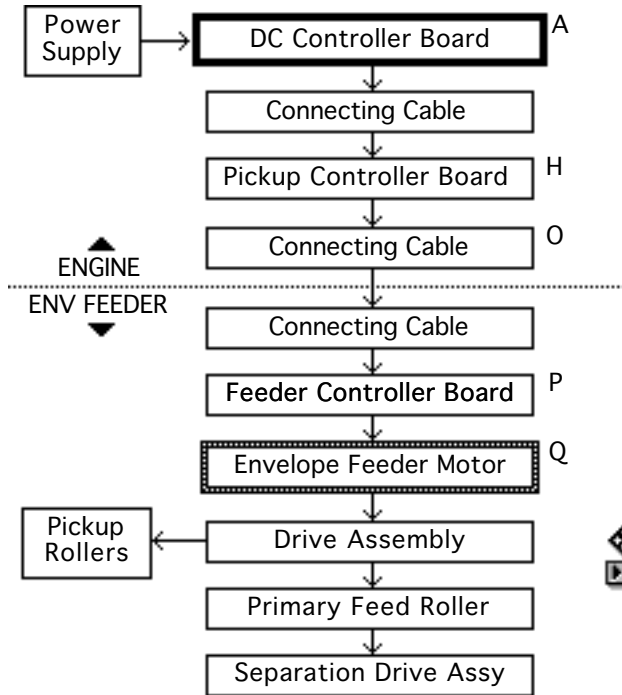 Power
Supply
DC Controller Board
A
Connecting Cable
Pickup Controller Board
H
Connecting Cable
O
ENGINE
ENV FEEDER
Connecting Cable
Feeder Controller Board
P
Envelope Feeder Motor
Q
Pickup
Rollers
Drive Assembly
Primary Feed Roller
Separation Drive Assy